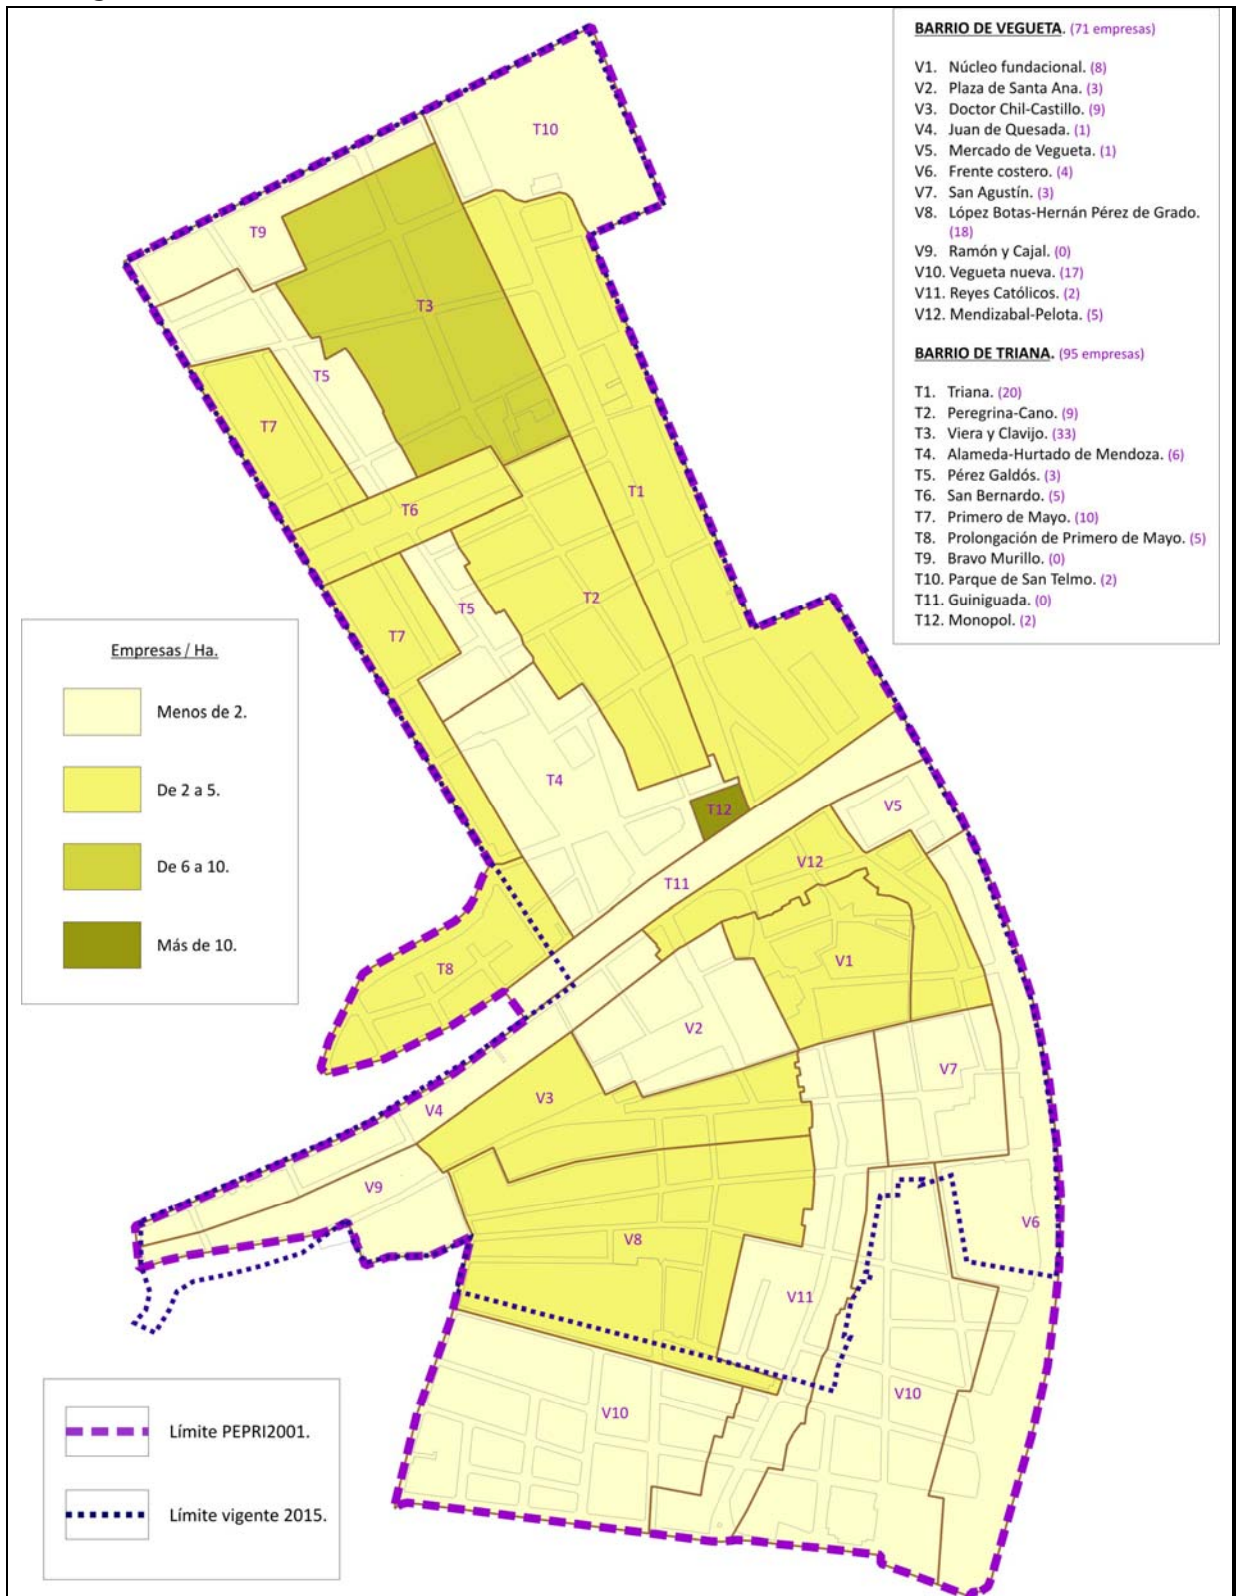 BARRIO DE VEGUETA. (71 empresas)
V1. Núcleo fundacional. (8)
V2. Plaza de Santa Ana. (3)
V3. Doctor Chil-Castillo. (9)
V4. Juan de Quesada. (1)
V5. Mercado de Vegueta. (1)
V6. Frente costero. (4)
V7. San Agustín. (3)
V8. López Botas-Hernán Pérez de Grado.
(18)
V9. Ramón y Cajal. (0)
V10. Vegueta nueva. (17)
V11. Reyes Católicos. (2)
V12. Mendizabal-Pelota. (5)
BARRIO DE TRIANA. (95 empresas)
T1. Triana. (20)
T2. Peregrina-Cano. (9)
T3. Viera y Clavijo. (33)
T4. Alameda-Hurtado de Mendoza. (6)
T5. Pérez Galdós. (3)
T6. San Bernardo. (5)
T7. Primero de Mayo. (10)
T8. Prolongación de Primero de Mayo. (5)
T9. Bravo Murillo. (0)
T10. Parque de San Telmo. (2)
T11. Guiniguada. (0)
T12. Monopol. (2)
T10
T9
T3
T5
T7
T1
T6
T2
T5
T7
T4
T12
V5
V12
T11
V1
T8
V2
V7
V3
V4
V9
V6
V8
V11
V10
V10
Empresas / Ha.
Menos de 2.
De 2 a 5.
De 6 a 10.
Más de 10.
Límite PEPRI2001.
Límite vigente 2015.